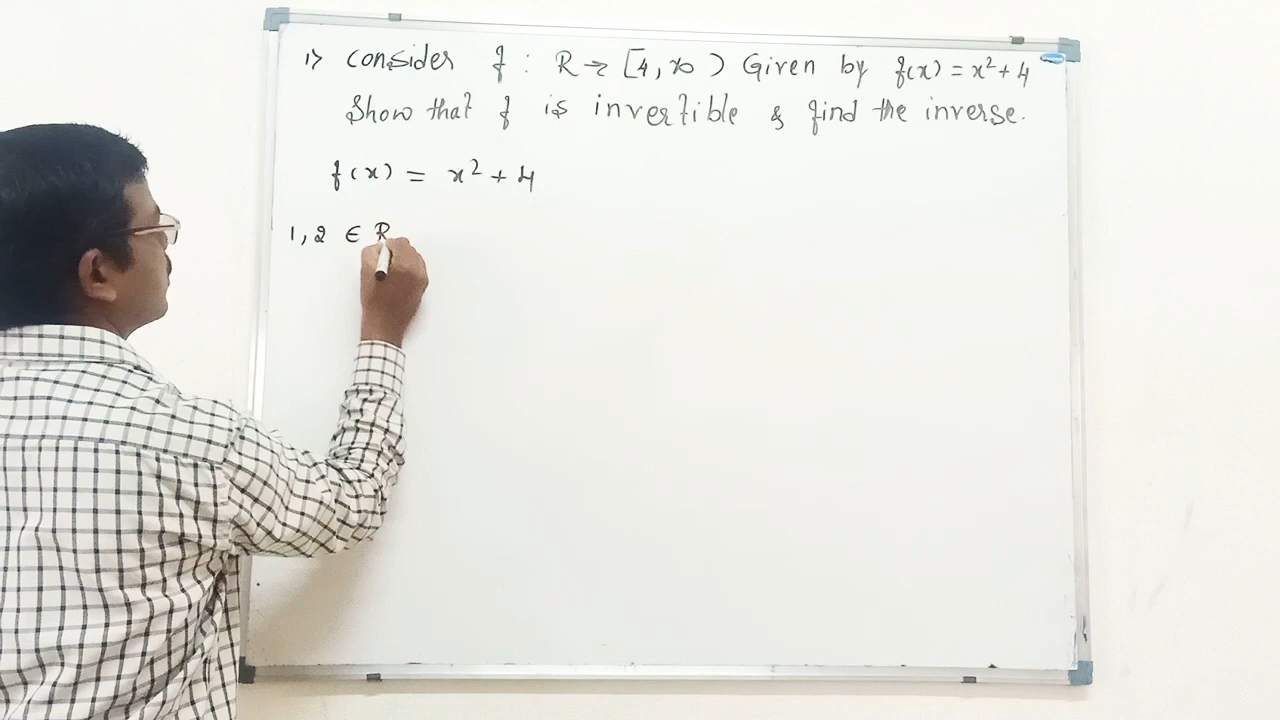 1) consider f : R → [4, ∞) Given by f(x) = x² + 4
Show that f is invertible & find the inverse.
f(x) = x² + 4
1, 2 ∈ R